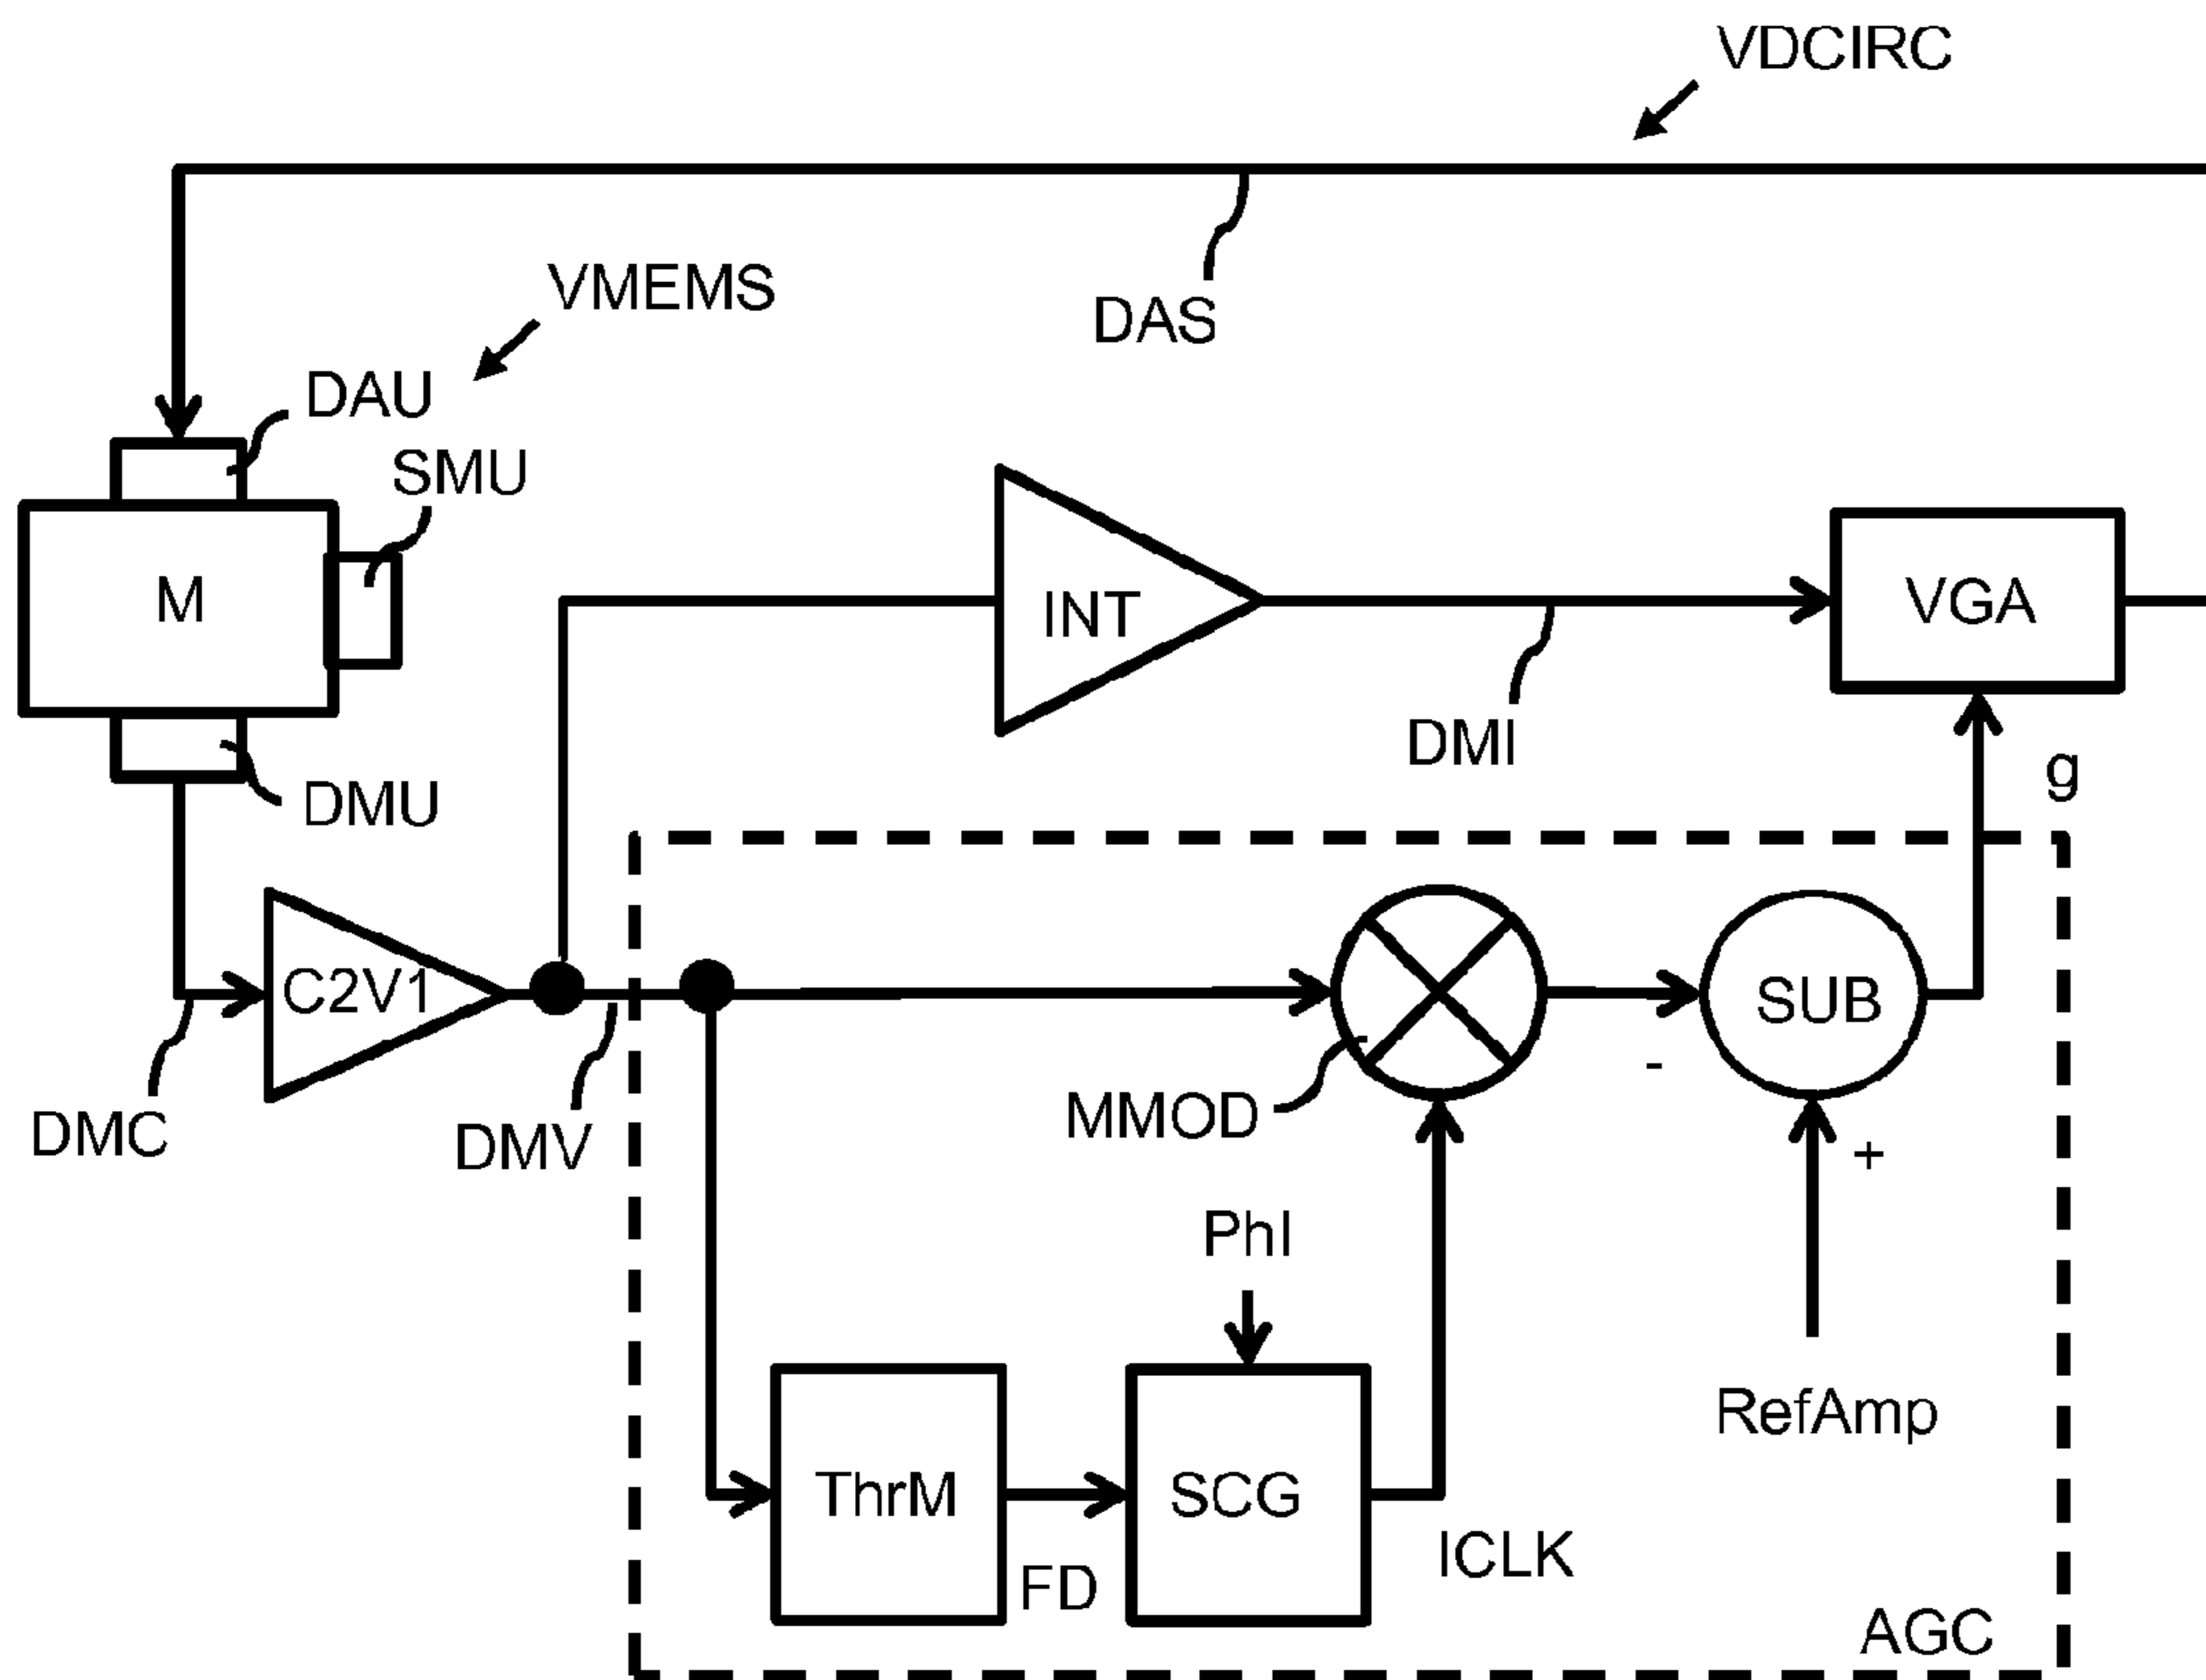 VDCIRC
VMEMS
DAS
DAU
SMU
M
INT
VGA
DMI
g
DMU
C2V1
SUB
DMC
DMV
MMOD
-
+
PhI
RefAmp
ThrM
SCG
FD
ICLK
AGC